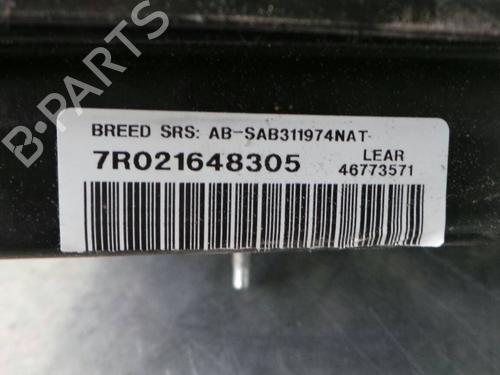 BREED SRS: AB-SAB311974NAT
7R021648305
LEAR
46773571
B-PARTS